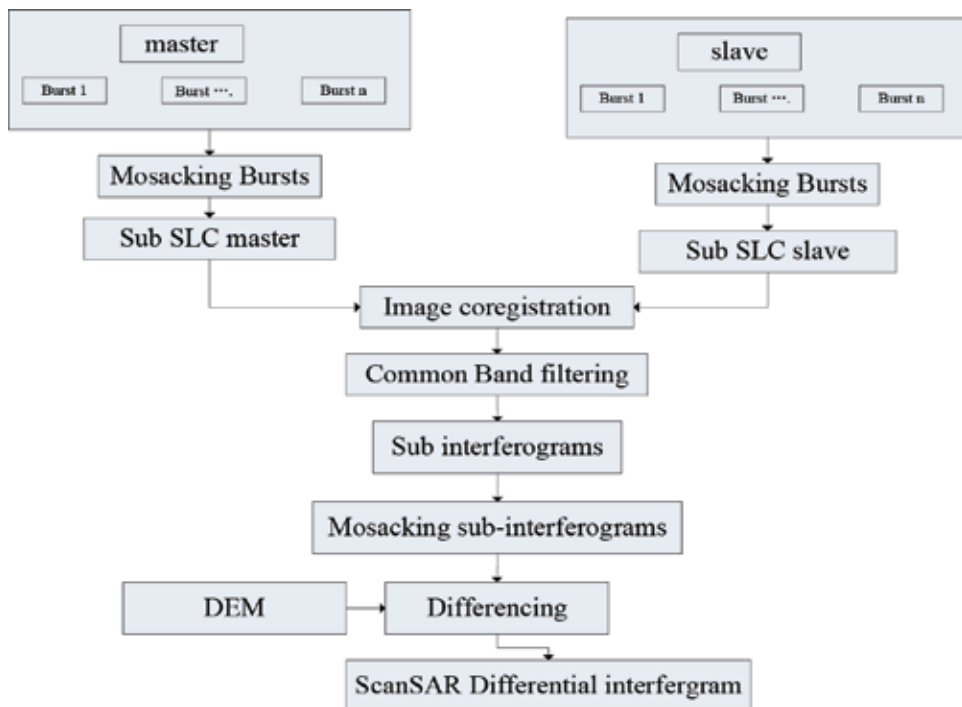 master
Burst 1
Burst ···.
Burst n
slave
Burst 1
Burst ···.
Burst n
Mosacking Bursts
Mosacking Bursts
Sub SLC master
Sub SLC slave
Image coregistration
Common Band filtering
Sub interferograms
Mosacking sub-interferograms
DEM
Differencing
ScanSAR Differential interfergram